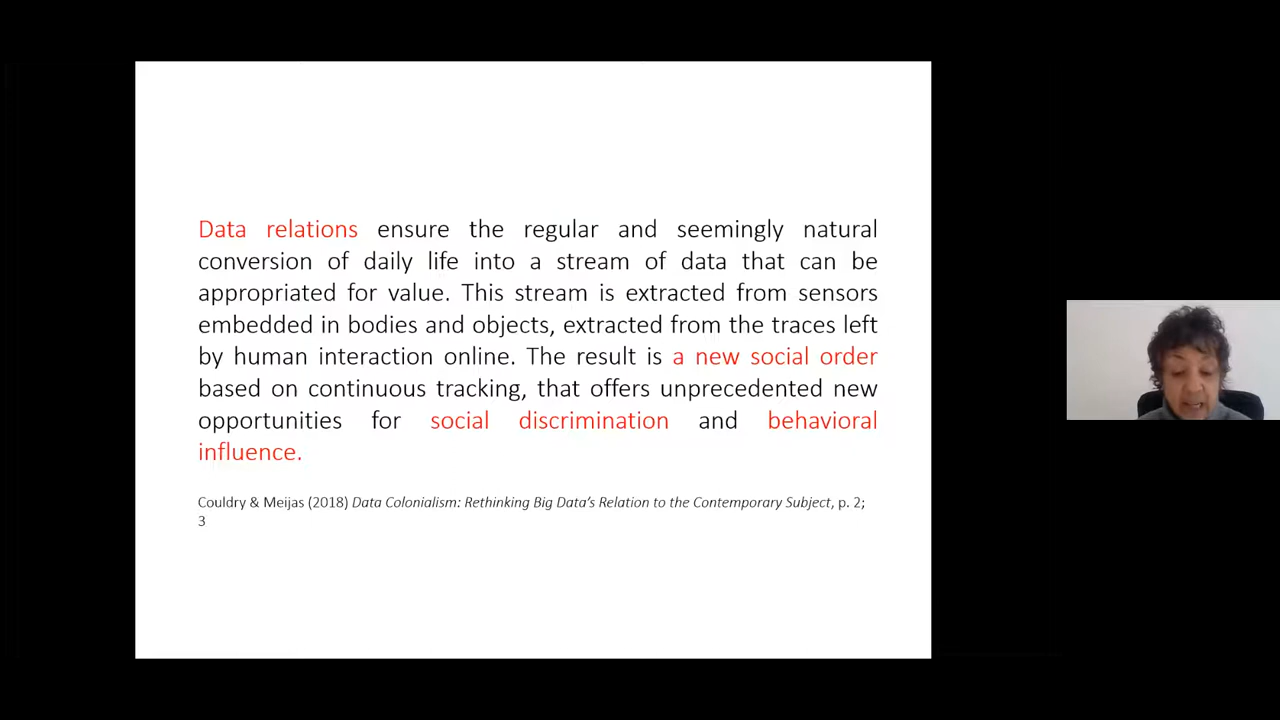 Data relations ensure the regular and seemingly natural
conversion of daily life into a stream of data that can be
appropriated for value. This stream is extracted from sensors
embedded in bodies and objects, extracted from the traces left
by human interaction online. The result is a new social order
based on continuous tracking, that offers unprecedented new
opportunities for social discrimination and behavioral
influence.
Couldry & Meijas (2018) Data Colonialism: Rethinking Big Data’s Relation to the Contemporary Subject, p. 2;
3